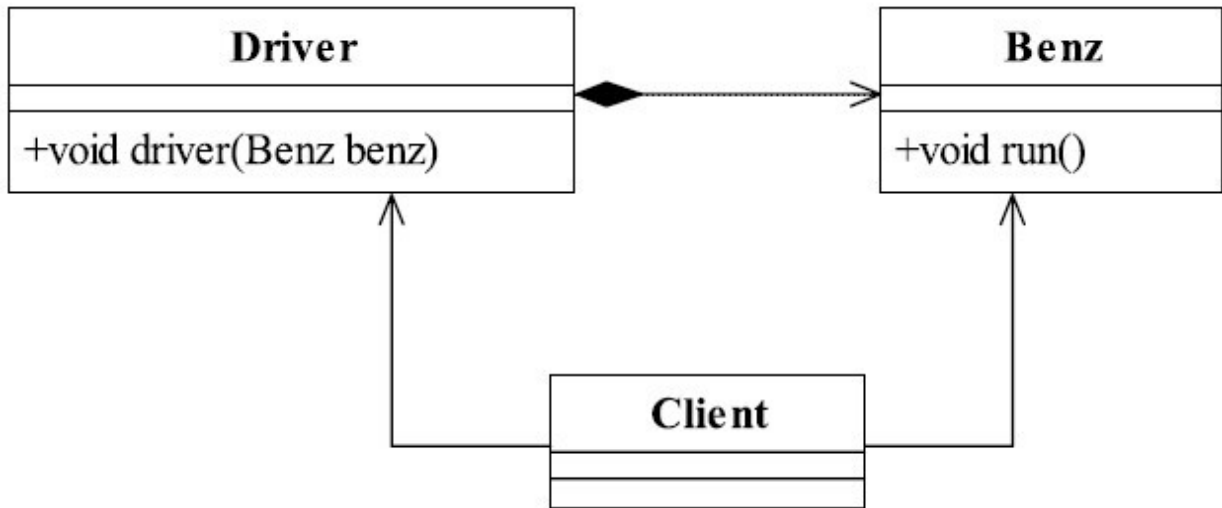 Driver
+void driver(Benz benz)
Benz
+void run()
Client